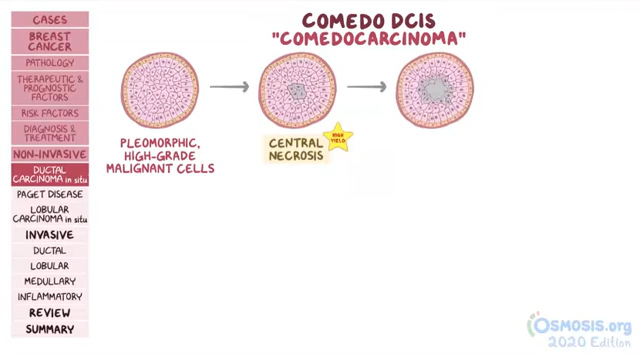 CASES
BREAST
CANCER
PATHOLOGY
THERAPEUTIC &
PROGNOSTIC
FACTORS
RISK FACTORS
DIAGNOSIS &
TREATMENT
NON-INVASIVE
DUCTAL
CARCINOMA in situ
PAGET DISEASE
LOBULAR
CARCINOMA in situ
INVASIVE
DUCTAL
LOBULAR
MEDULLARY
INFLAMMATORY
REVIEW
SUMMARY
COMEDO DCIS
"COMEDOCARCINOMA"
PLEOMORPHIC,
HIGH-GRADE
MALIGNANT CELLS
CENTRAL
NECROSIS
HIGH
YIELD!
OSMOSIS.org
2020 Edition